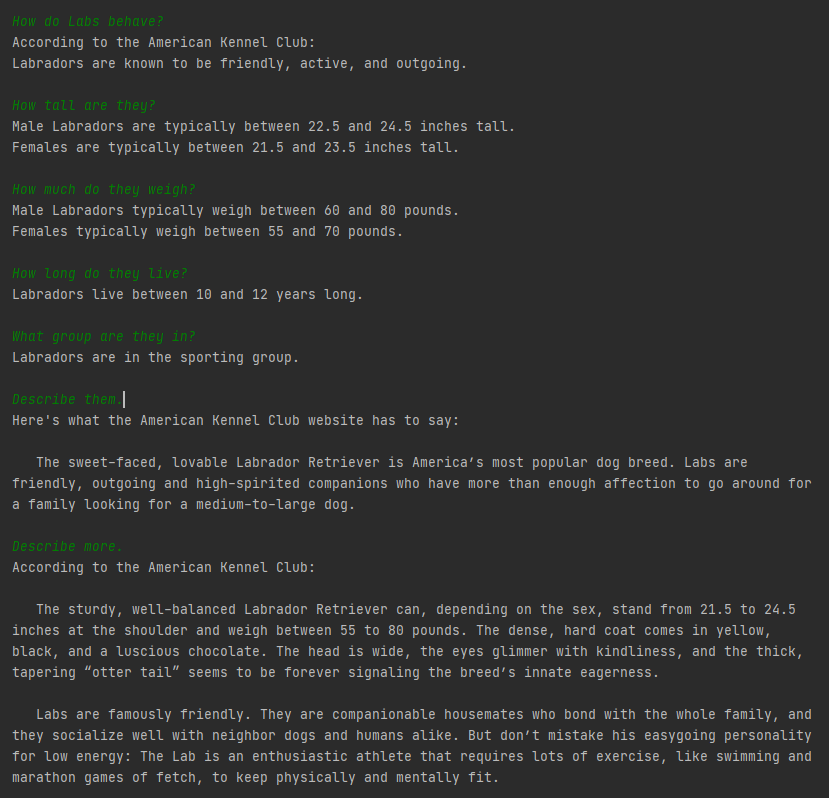 How do Labs behave?
According to the American Kennel Club:
Labradors are known to be friendly, active, and outgoing.
How tall are they?
Male Labradors are typically between 22.5 and 24.5 inches tall.
Females are typically between 21.5 and 23.5 inches tall.
How much do they weigh?
Male Labradors typically weigh between 60 and 80 pounds.
Females typically weigh between 55 and 70 pounds.
How long do they live?
Labradors live between 10 and 12 years long.
What group are they in?
Labradors are in the sporting group.
Describe them.
Here's what the American Kennel Club website has to say:
The sweet-faced, lovable Labrador Retriever is America’s most popular dog breed. Labs are
friendly, outgoing and high-spirited companions who have more than enough affection to go around for
a family looking for a medium-to-large dog.
Describe more.
According to the American Kennel Club:
The sturdy, well-balanced Labrador Retriever can, depending on the sex, stand from 21.5 to 24.5
inches at the shoulder and weigh between 55 to 80 pounds. The dense, hard coat comes in yellow,
black, and a luscious chocolate. The head is wide, the eyes glimmer with kindliness, and the thick,
tapering “otter tail” seems to be forever signaling the breed’s innate eagerness.
Labs are famously friendly. They are companionable housemates who bond with the whole family, and
they socialize well with neighbor dogs and humans alike. But don’t mistake his easygoing personality
for low energy: The Lab is an enthusiastic athlete that requires lots of exercise, like swimming and
marathon games of fetch, to keep physically and mentally fit.